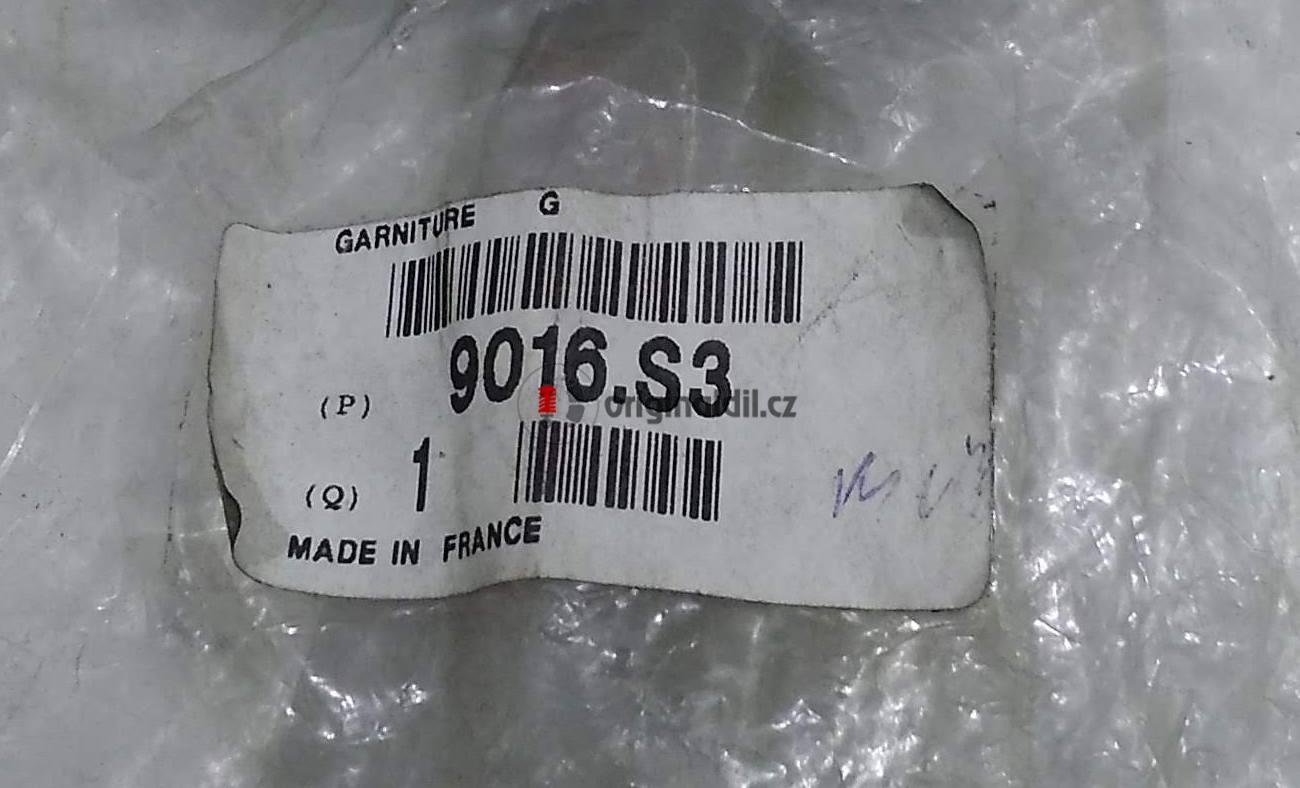 GARNITURE G
(P) 9016.S3
originaldil.cz
(Q) 1
MADE IN FRANCE